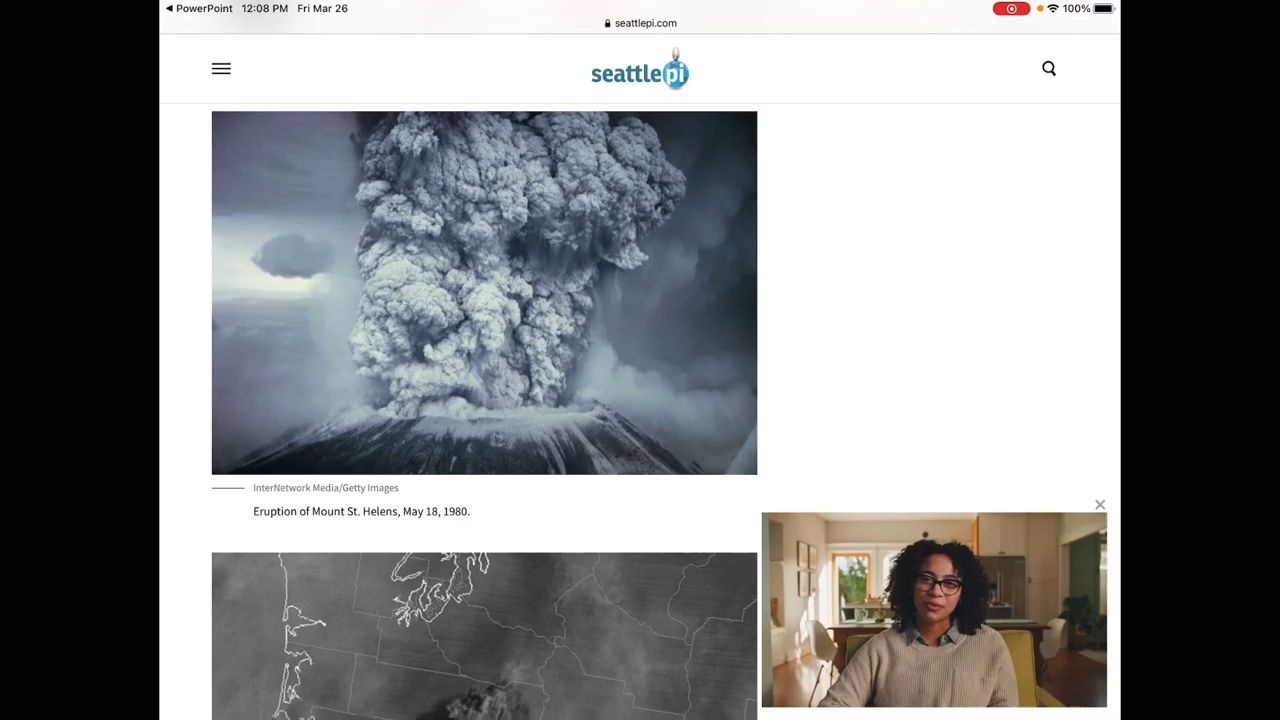 PowerPoint 12:08 PM Fri Mar 26 100%
seattlepi.com
seattlepi
InterNetwork Media/Getty Images
Eruption of Mount St. Helens, May 18, 1980.